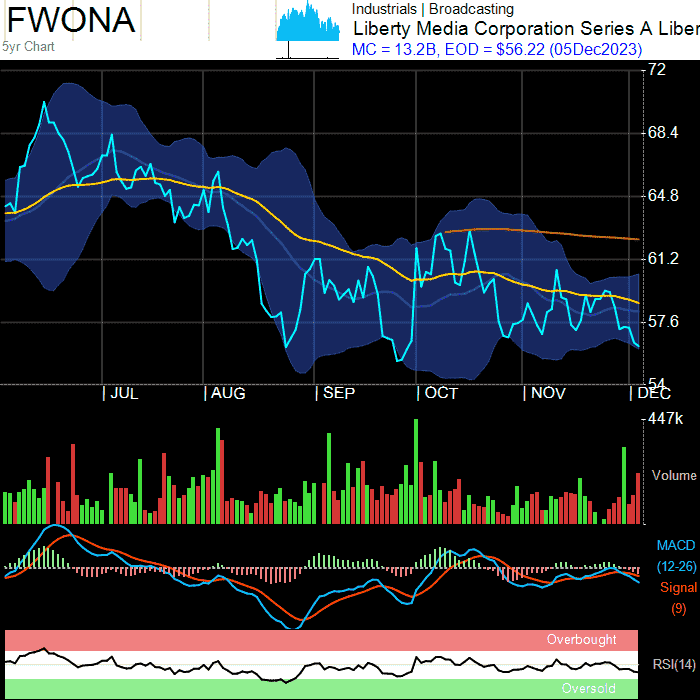 FWONA
5yr Chart
Industrials | Broadcasting
Liberty Media Corporation Series A Liber
MC = 13.2B, EOD = $56.22 (05Dec2023)
72
68.4
64.8
61.2
57.6
54
| JUL | AUG | SEP | OCT | NOV | DEC
447k
Volume
MACD
(12-26)
Signal
(9)
Overbought
RSI(14)
Oversold